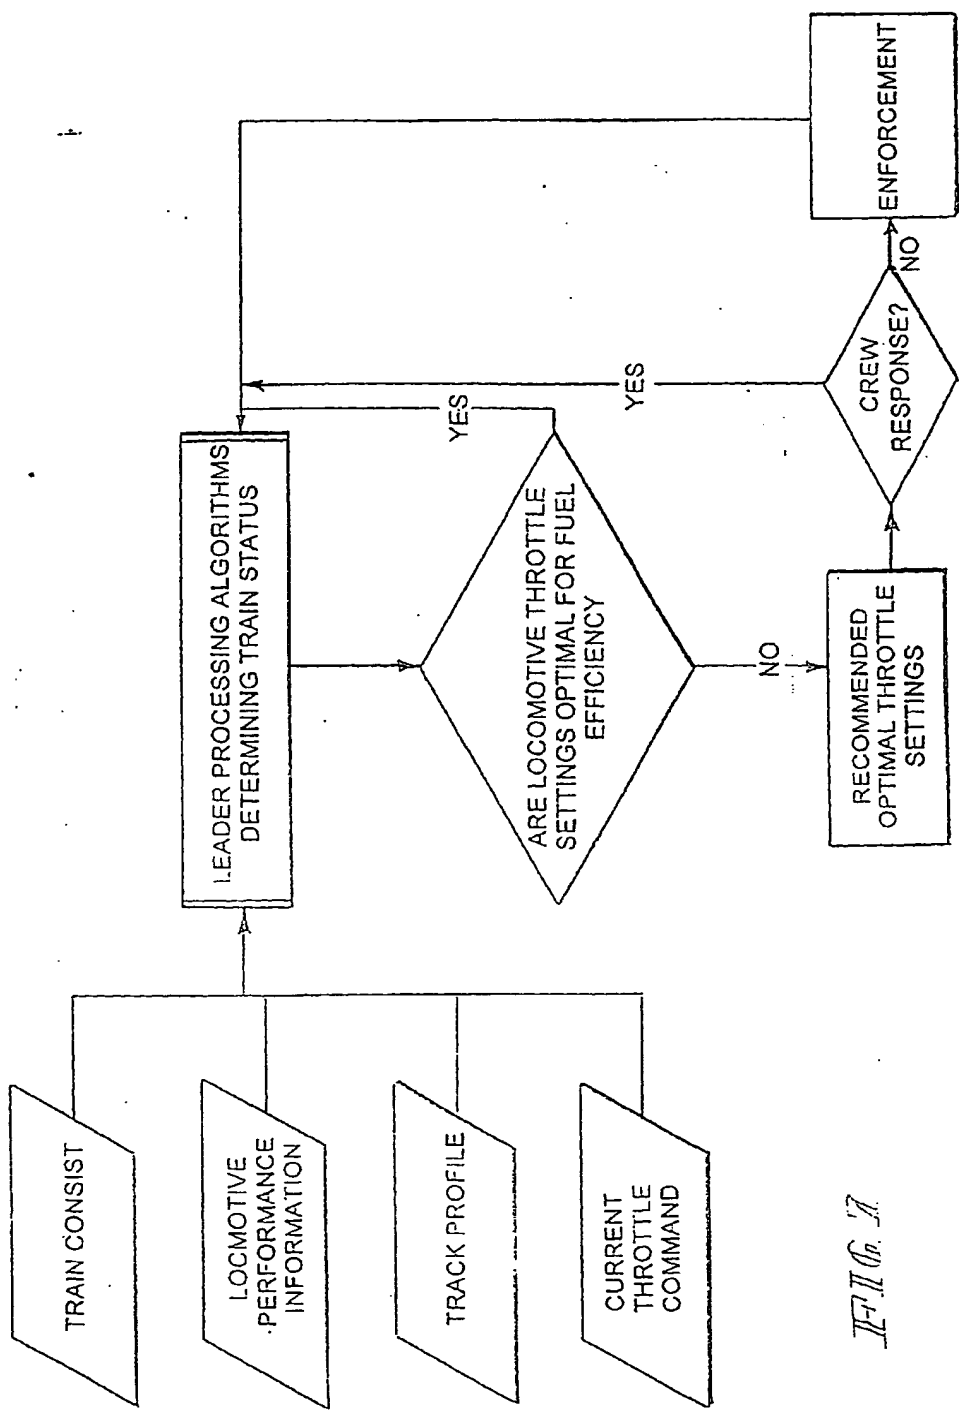 TRAIN CONSIST
LOCMOTIVE
PERFORMANCE
INFORMATION
TRACK PROFILE
CURRENT
THROTTLE
COMMAND
LEADER PROCESSING ALGORITHMS
DETERMINING TRAIN STATUS
ARE LOCOMOTIVE THROTTLE
SETTINGS OPTIMAL FOR FUEL
EFFICIENCY
YES
NO
RECOMMENDED
OPTIMAL THROTTLE
SETTINGS
CREW
RESPONSE?
YES
NO
ENFORCEMENT